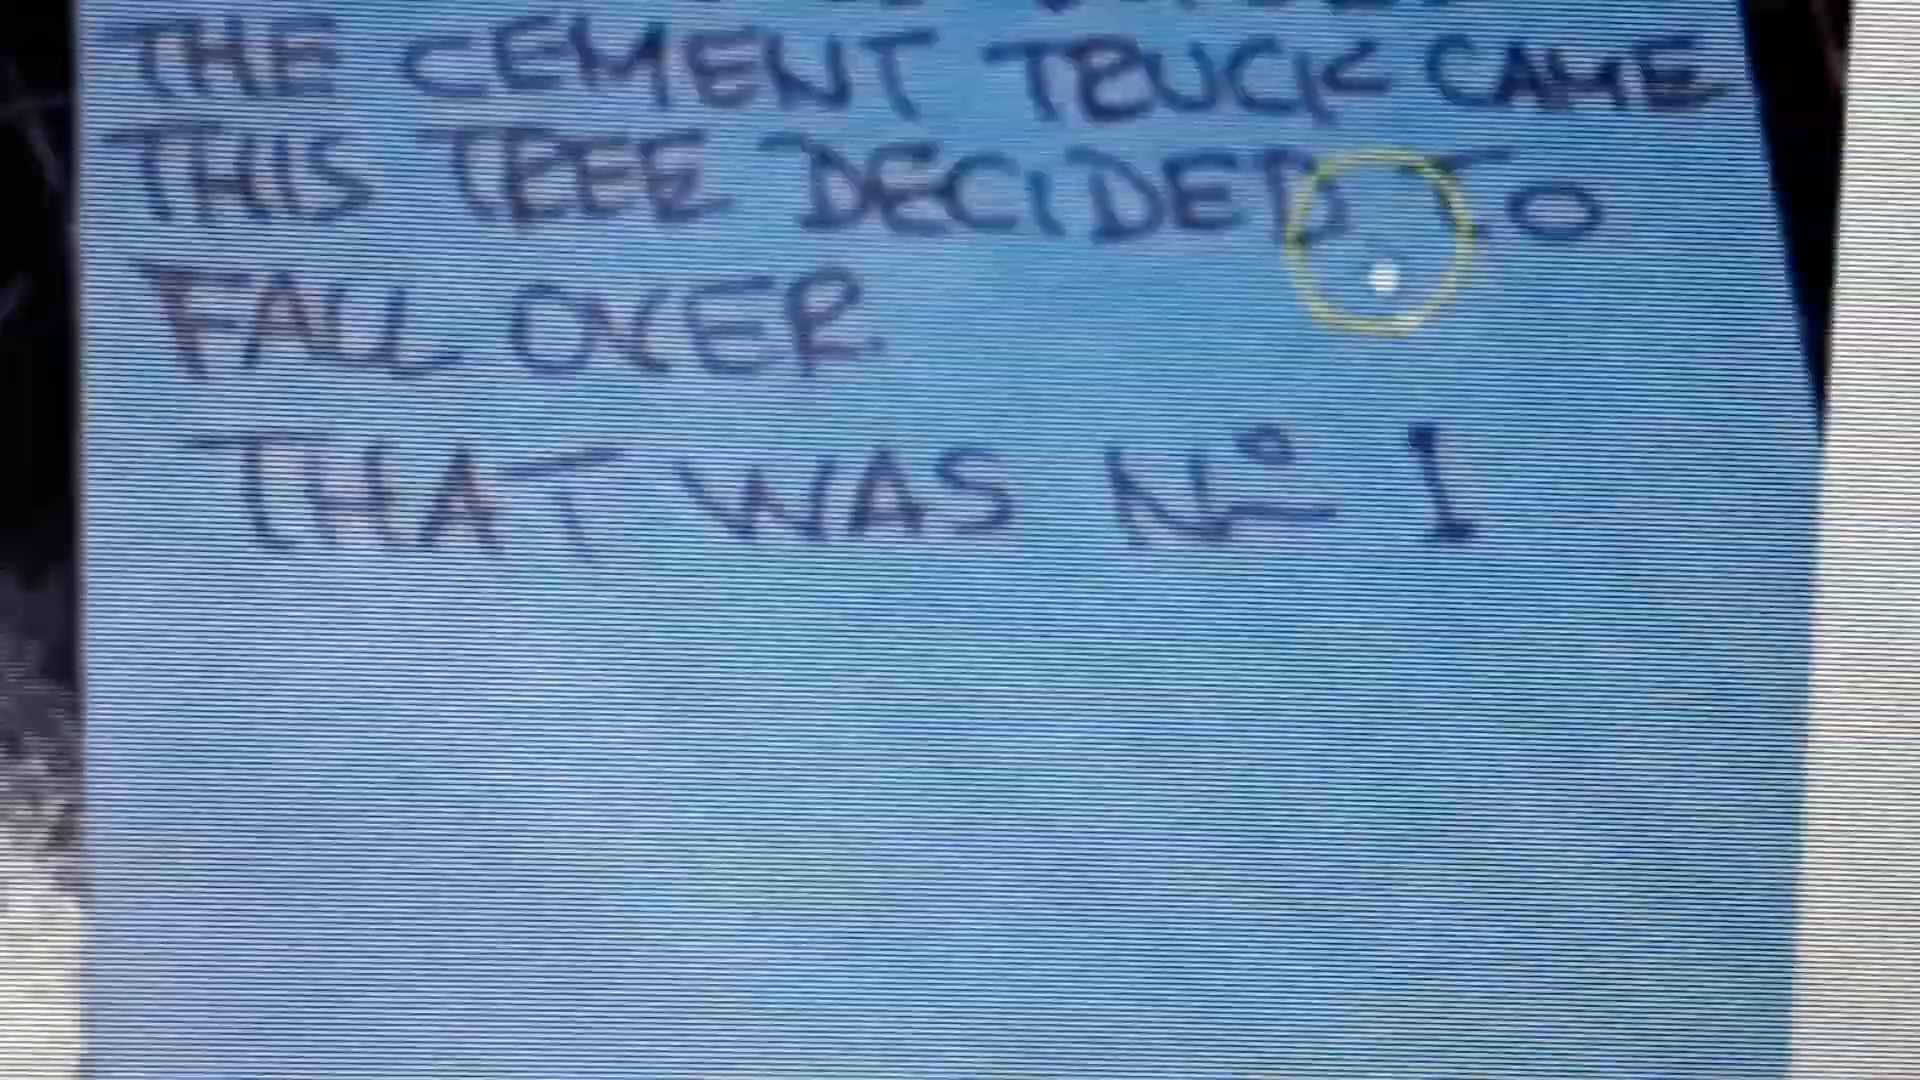 THE CEMENT TRUCK CAME
THIS TREE DECIDED TO
FALL OVER
THAT WAS Nº 1